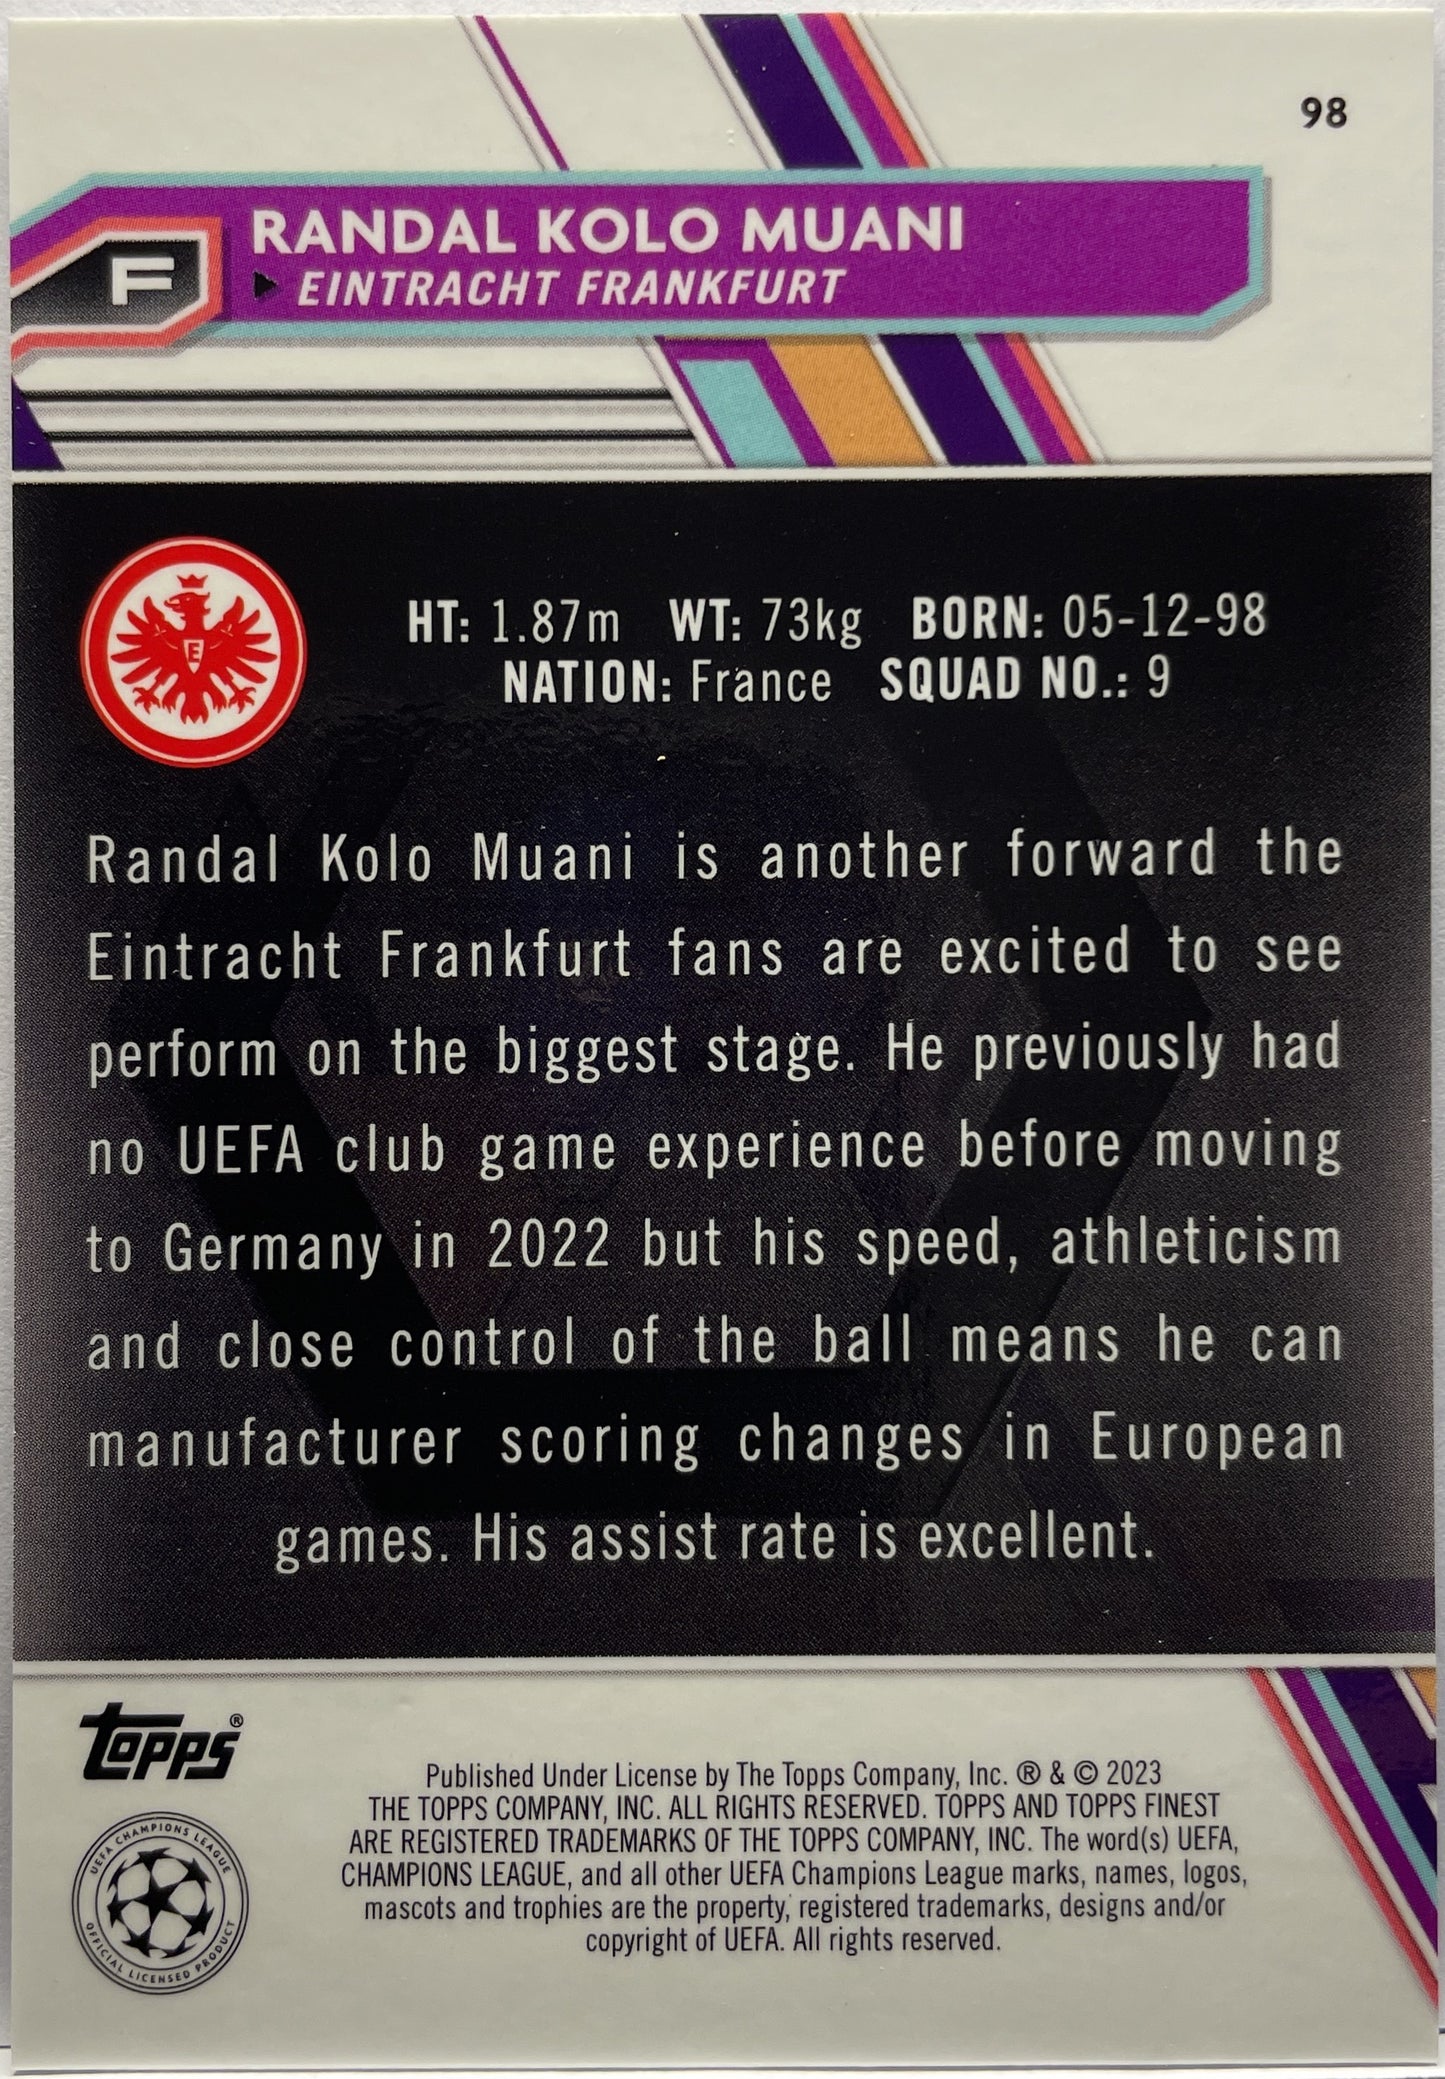 98
RANDAL KOLO MUANI
F
EINTRACHT FRANKFURT
E
HT: 1.87m WT: 73kg BORN: 05-12-98
NATION: France SQUAD NO.: 9
Randal Kolo Muani is another forward the
Eintracht Frankfurt fans are excited to see
perform on the biggest stage. He previously had
no UEFA club game experience before moving
to Germany in 2022 but his speed, athleticism
and close control of the ball means he can
manufacturer scoring changes in European
games. His assist rate is excellent.
Topps®
Published Under License by The Topps Company, Inc. ® & © 2023
THE TOPPS COMPANY, INC. ALL RIGHTS RESERVED. TOPPS AND TOPPS FINEST
ARE REGISTERED TRADEMARKS OF THE TOPPS COMPANY, INC. The word(s) UEFA,
CHAMPIONS LEAGUE, and all other UEFA Champions League marks, names, logos,
mascots and trophies are the property, registered trademarks, designs and/or
copyright of UEFA. All rights reserved.
UEFA CHAMPIONS LEAGUE
OFFICIAL LICENSED PRODUCT